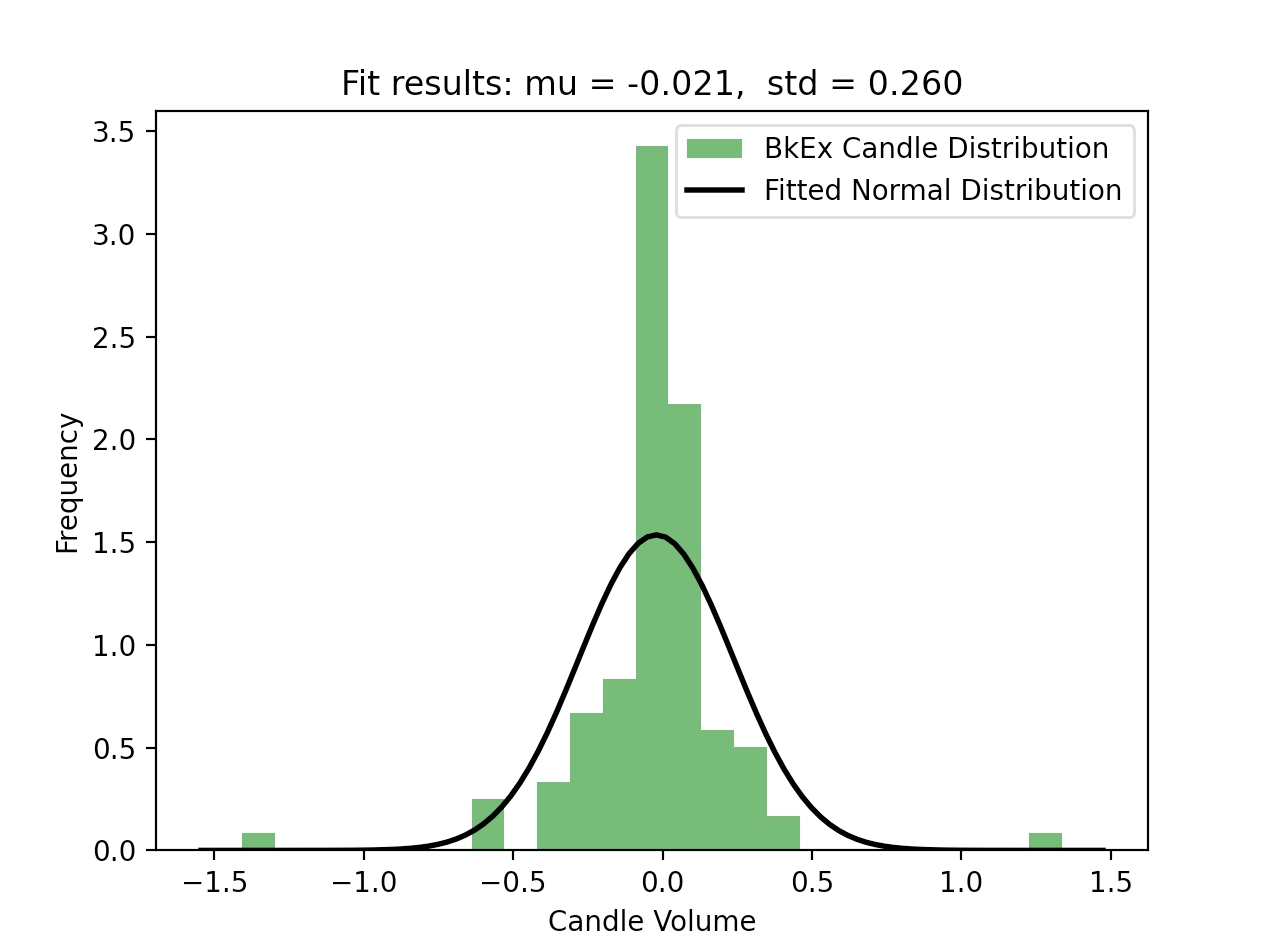 Fit results: mu = -0.021,  std = 0.260
BkEx Candle Distribution
Fitted Normal Distribution
3.5
3.0
2.5
2.0
1.5
1.0
0.5
0.0
Frequency
−1.5 −1.0 −0.5 0.0 0.5 1.0 1.5
Candle Volume